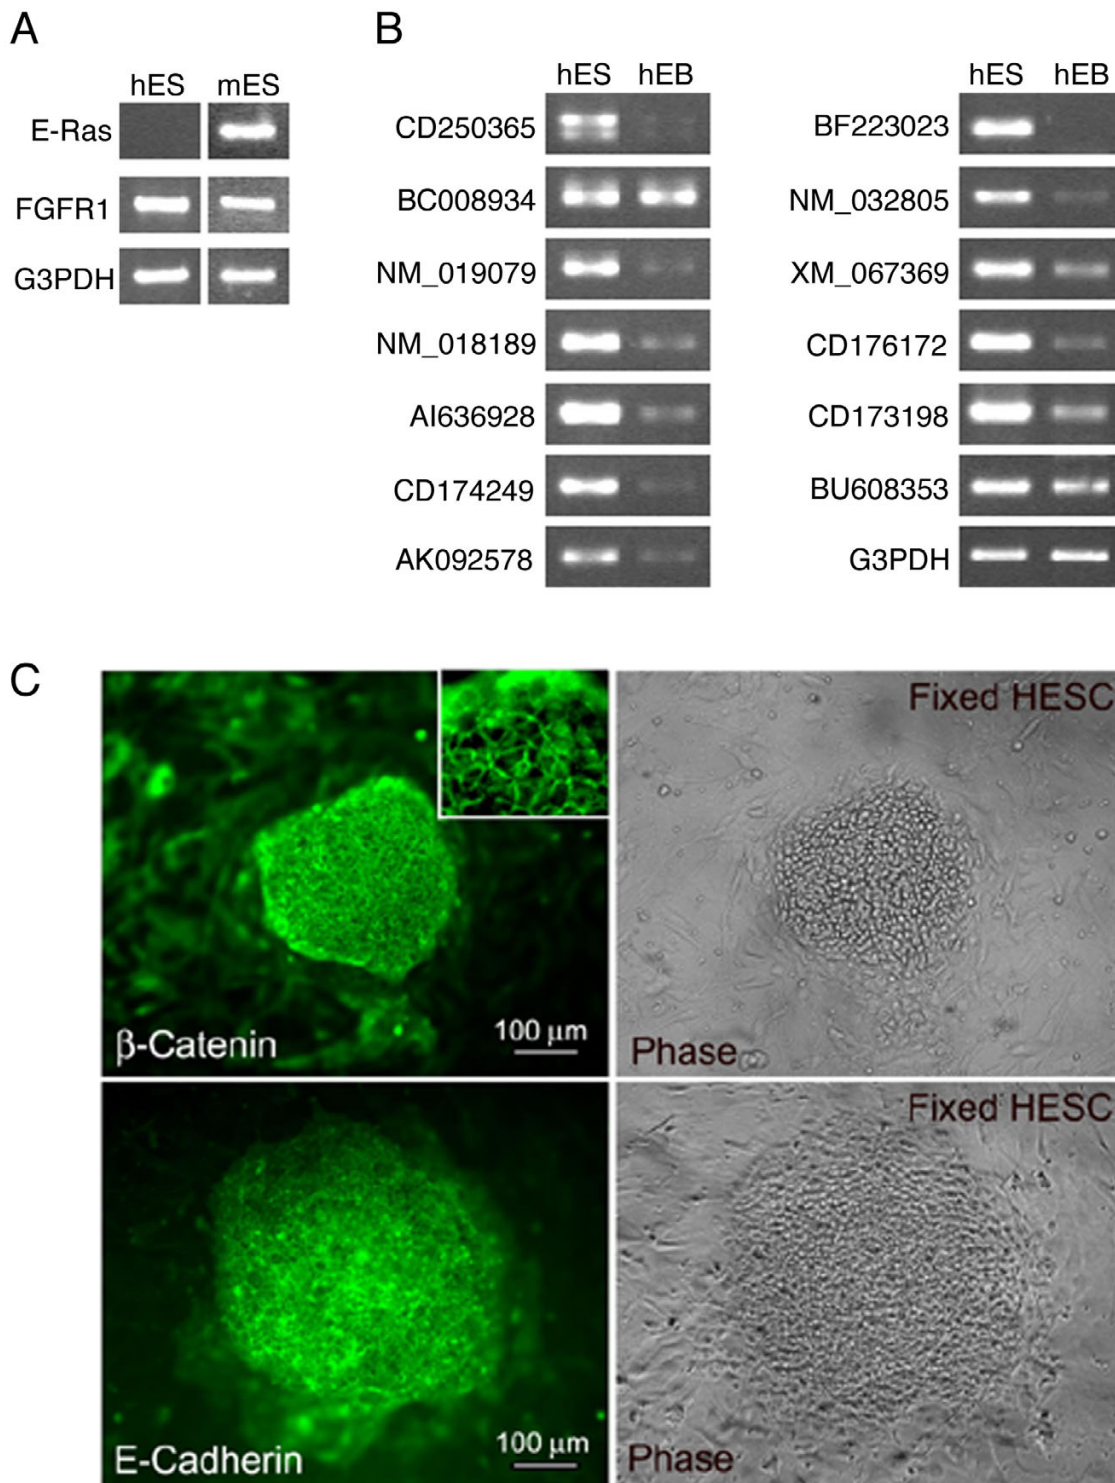 A
hES mES
E-Ras
FGFR1
G3PDH
B
hES hEB
CD250365
BC008934
NM_019079
NM_018189
AI636928
CD174249
AK092578
hES hEB
BF223023
NM_032805
XM_067369
CD176172
CD173198
BU608353
G3PDH
C
β-Catenin
100 μm
Fixed HESC
Phase
E-Cadherin
100 μm
Fixed HESC
Phase